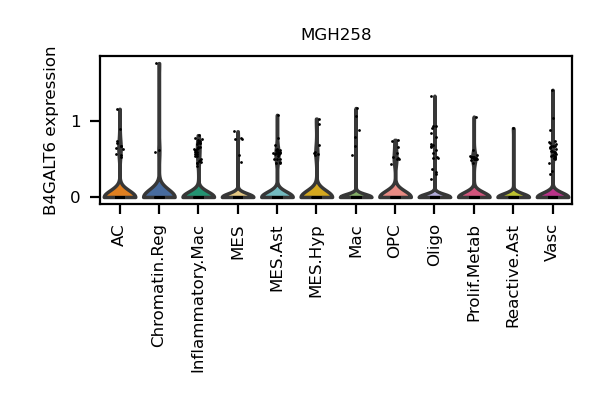 MGH258
B4GALT6 expression
1
0
AC
Chromatin.Reg
Inflammatory.Mac
MES
MES.Ast
MES.Hyp
Mac
OPC
Oligo
Prolif.Metab
Reactive.Ast
Vasc